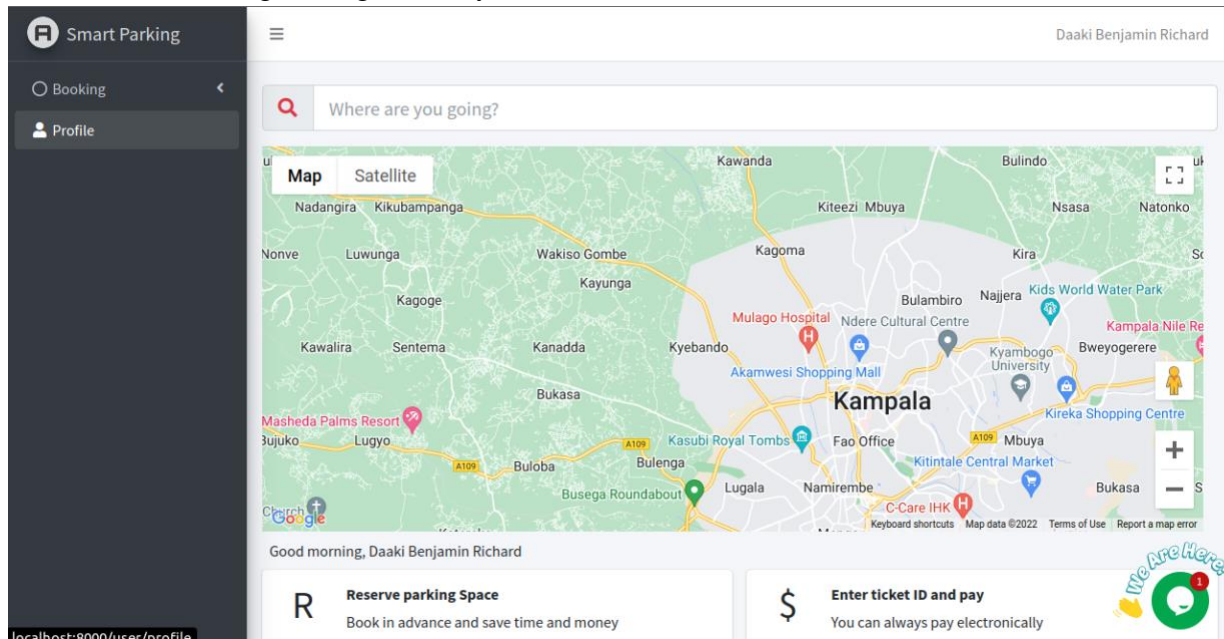 Smart Parking
Daaki Benjamin Richard
Booking
Profile
Where are you going?
Map Satellite
Kawanda
Bulindo
Nadangira Kikubampanga
Kiteezi Mbuya
Nsasa Natonko
Nonve Luwunga
Wakiso Gombe
Kagoma
Kira
Kayunga
Kagoge
Bulambiro
Najjera
Kids World Water Park
Mulago Hospital
Ndere Cultural Centre
Kampala Nile Re
Kawalira Sentema
Kanadda
Kyebando
Kyambogo
University
Bweyogerere
Akamwesi Shopping Mall
Bukasa
Kampala
Kireka Shopping Centre
Masheda Palms Resort
Bujuko Lugyo
A109
Kasubi Royal Tombs
Fao Office
A109 Mbuya
A109
Buloba
Bulenga
Kitintale Central Market
Busega Roundabout
Lugala
Namirembe
Bukasa
C-Care IHK
Church
Google
Keyboard shortcuts Map data ©2022 Terms of Use Report a map error
Good morning, Daaki Benjamin Richard
We Are Here!
1
R
Reserve parking Space
Book in advance and save time and money
$
Enter ticket ID and pay
You can always pay electronically
localhost:8000/user/profile